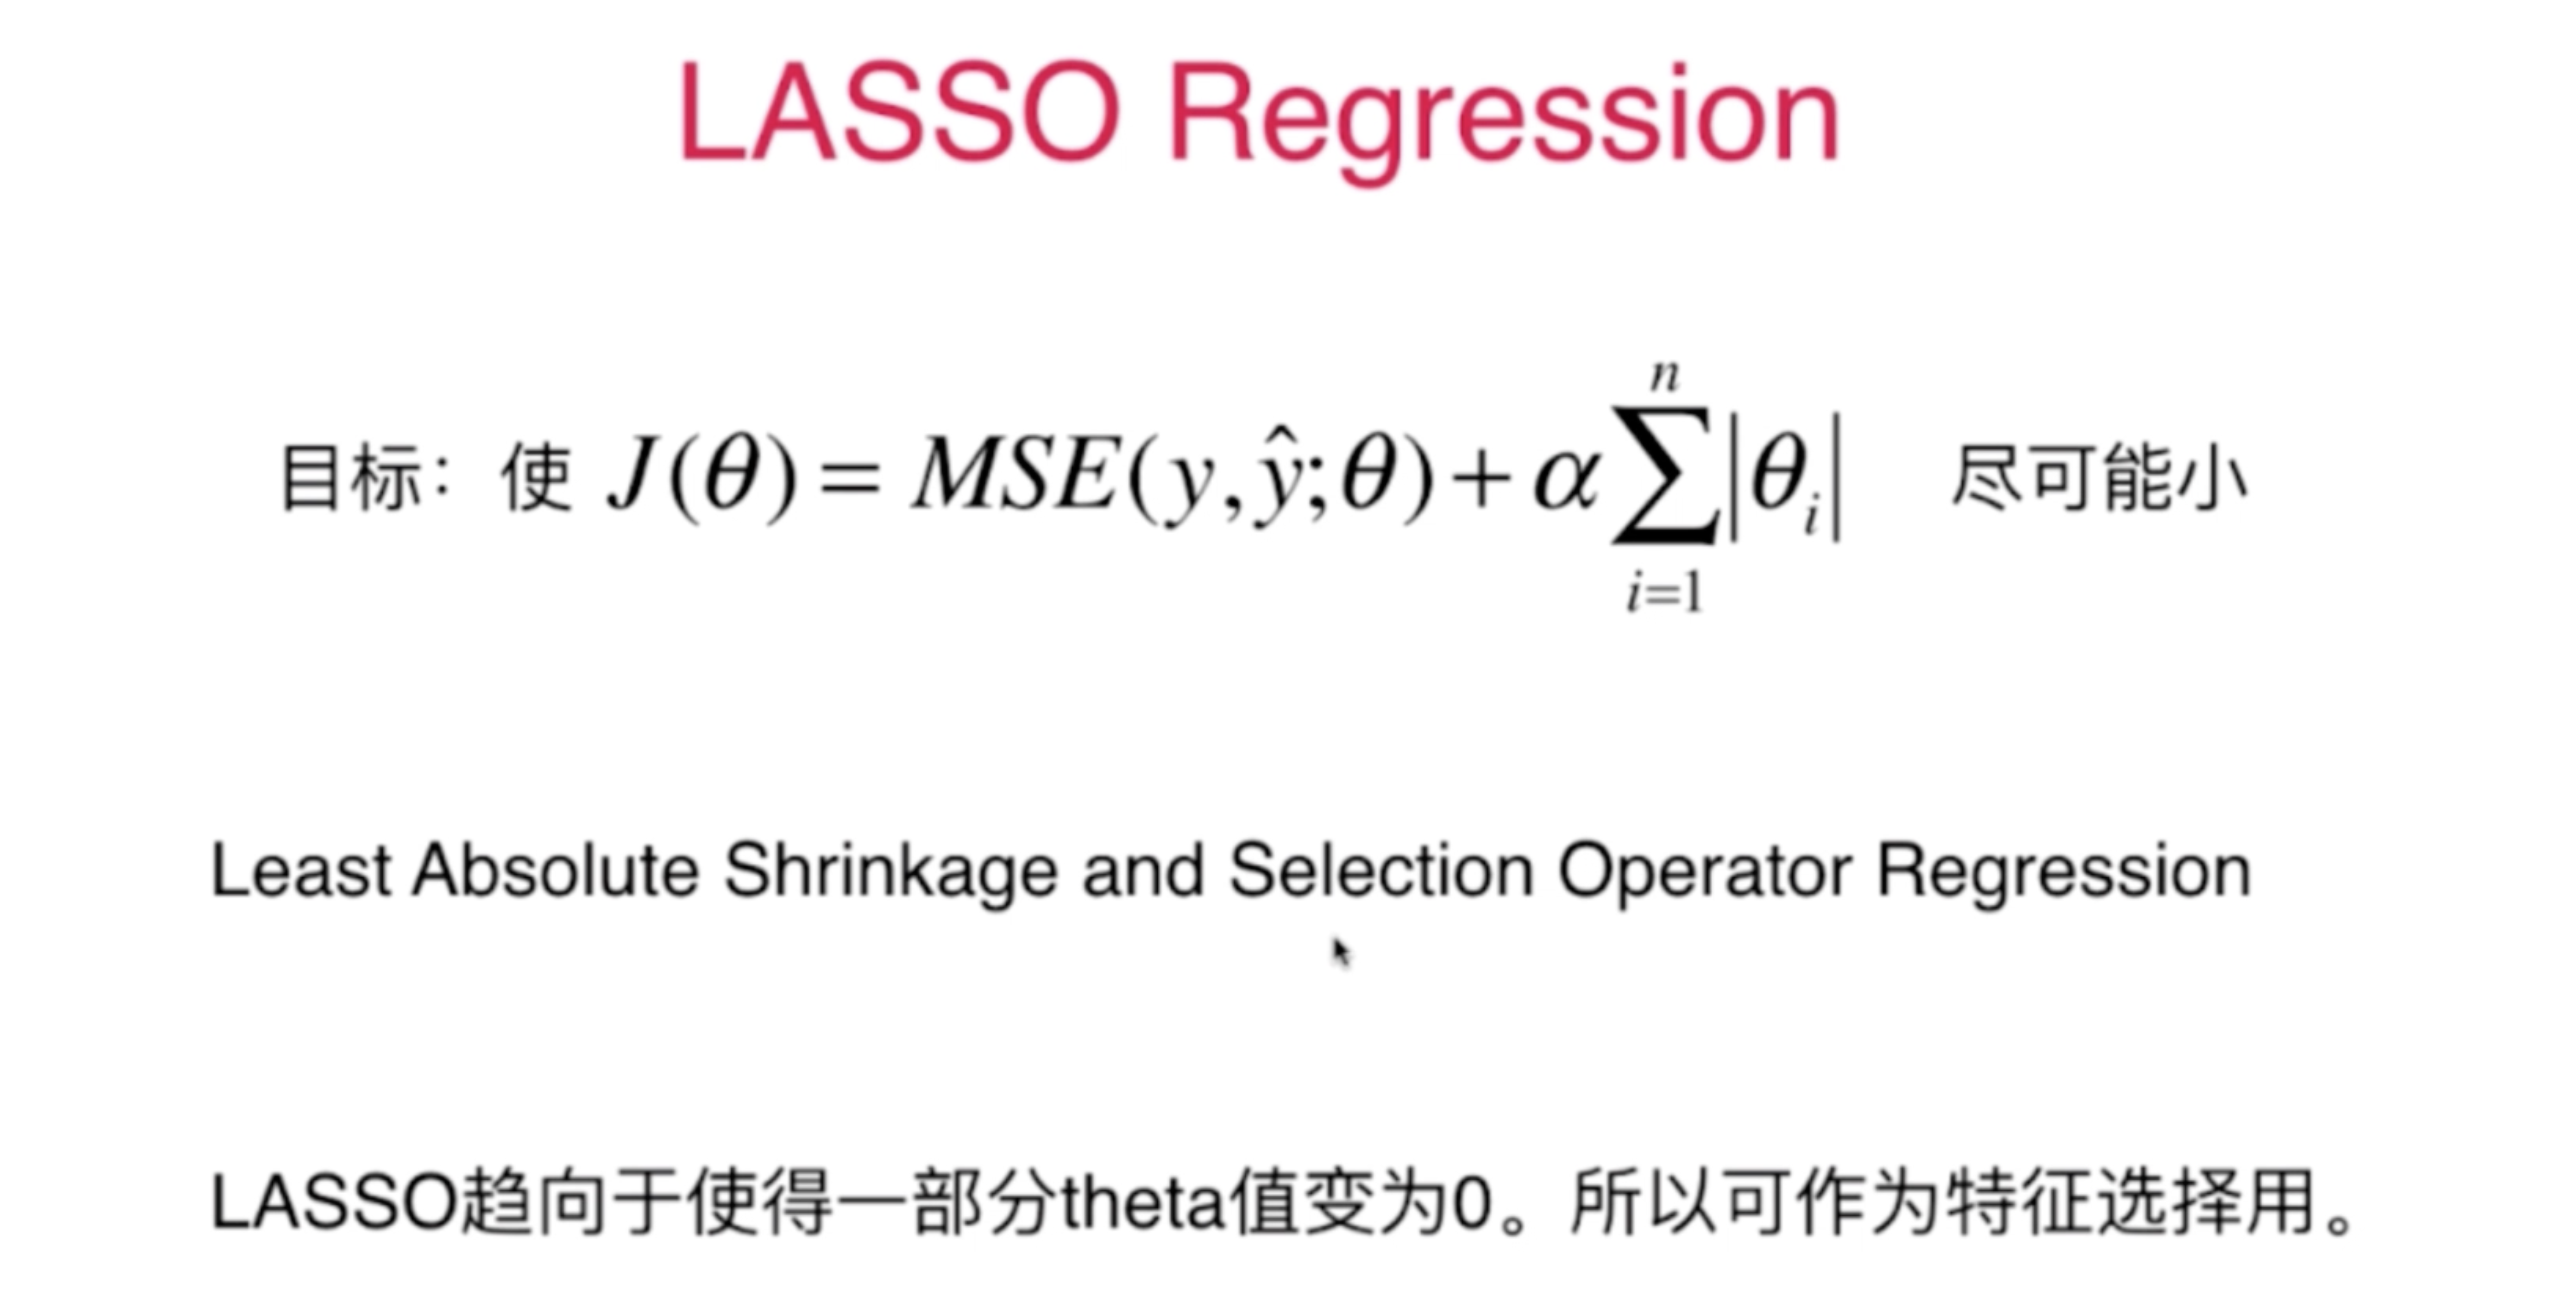 LASSO Regression
目标：使 J(θ) = MSE(y, ŷ; θ) + α∑ⁿᵢ₌₁|θᵢ| 尽可能小
Least Absolute Shrinkage and Selection Operator Regression
LASSO趋向于使得一部分theta值变为0。所以可作为特征选择用。